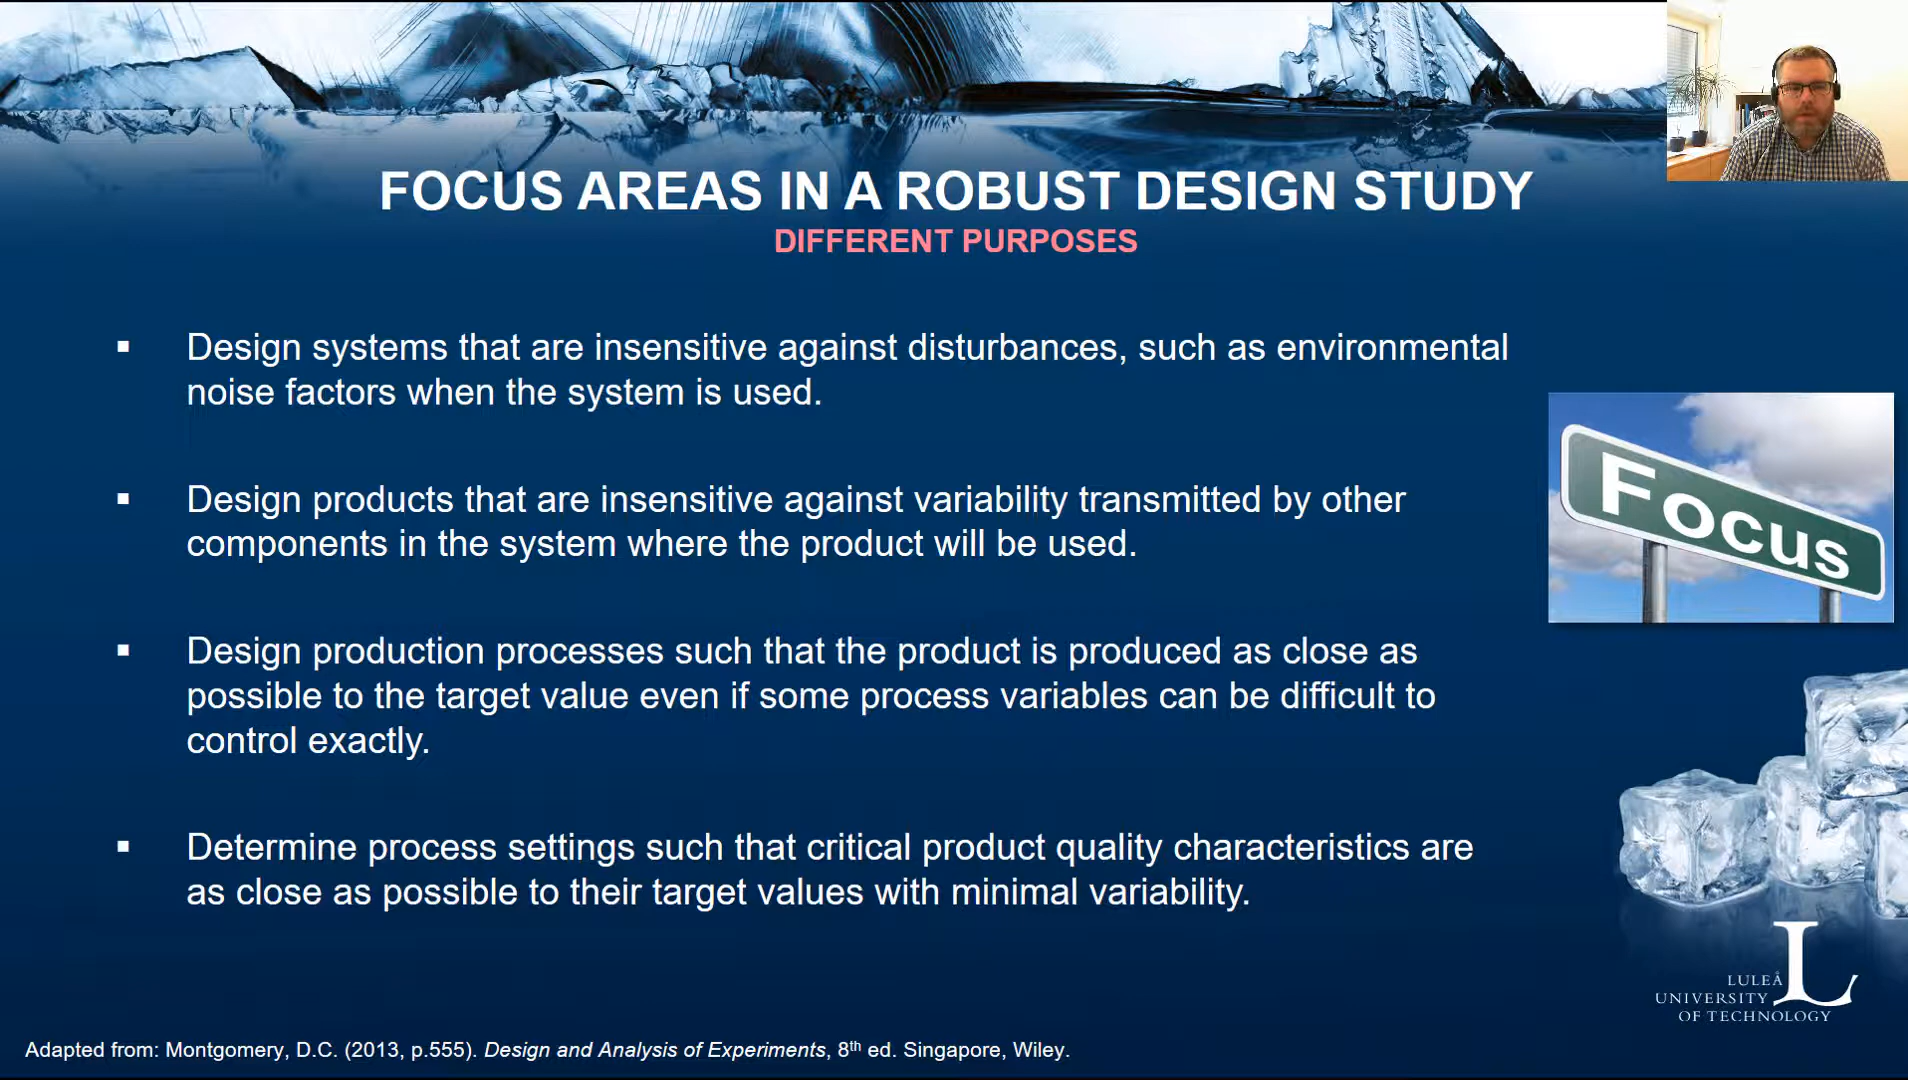 FOCUS AREAS IN A ROBUST DESIGN STUDY
DIFFERENT PURPOSES
▪ Design systems that are insensitive against disturbances, such as environmental
noise factors when the system is used.
▪ Design products that are insensitive against variability transmitted by other
components in the system where the product will be used.
Focus
▪ Design production processes such that the product is produced as close as
possible to the target value even if some process variables can be difficult to
control exactly.
▪ Determine process settings such that critical product quality characteristics are
as close as possible to their target values with minimal variability.
L
LULEÅ
UNIVERSITY
OF TECHNOLOGY
Adapted from: Montgomery, D.C. (2013, p.555). Design and Analysis of Experiments, 8th ed. Singapore, Wiley.